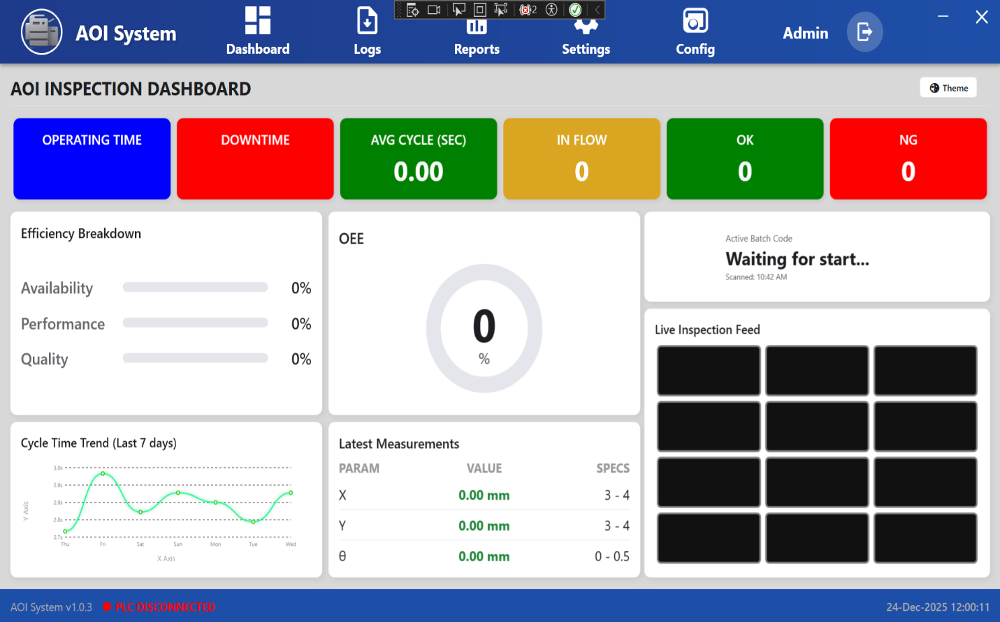 AOI System
Dashboard
Logs
Reports
Settings
Config
Admin
2
AOI INSPECTION DASHBOARD
Theme
OPERATING TIME
DOWNTIME
AVG CYCLE (SEC)
0.00
IN FLOW
0
OK
0
NG
0
Efficiency Breakdown
Availability 0%
Performance 0%
Quality 0%
OEE
0
%
Active Batch Code
Waiting for start...
Scanned: 10:42 AM
Live Inspection Feed
Cycle Time Trend (Last 7 days)
Y Axis
3.0s
2.9s
2.9s
2.8s
2.7s
Thu Fri Sat Sun Mon Tue Wed
X Axis
Latest Measurements
PARAM VALUE SPECS
X 0.00 mm 3 - 4
Y 0.00 mm 3 - 4
θ 0.00 mm 0 - 0.5
AOI System v1.0.3
PLC DISCONNECTED
24-Dec-2025 12:00:11